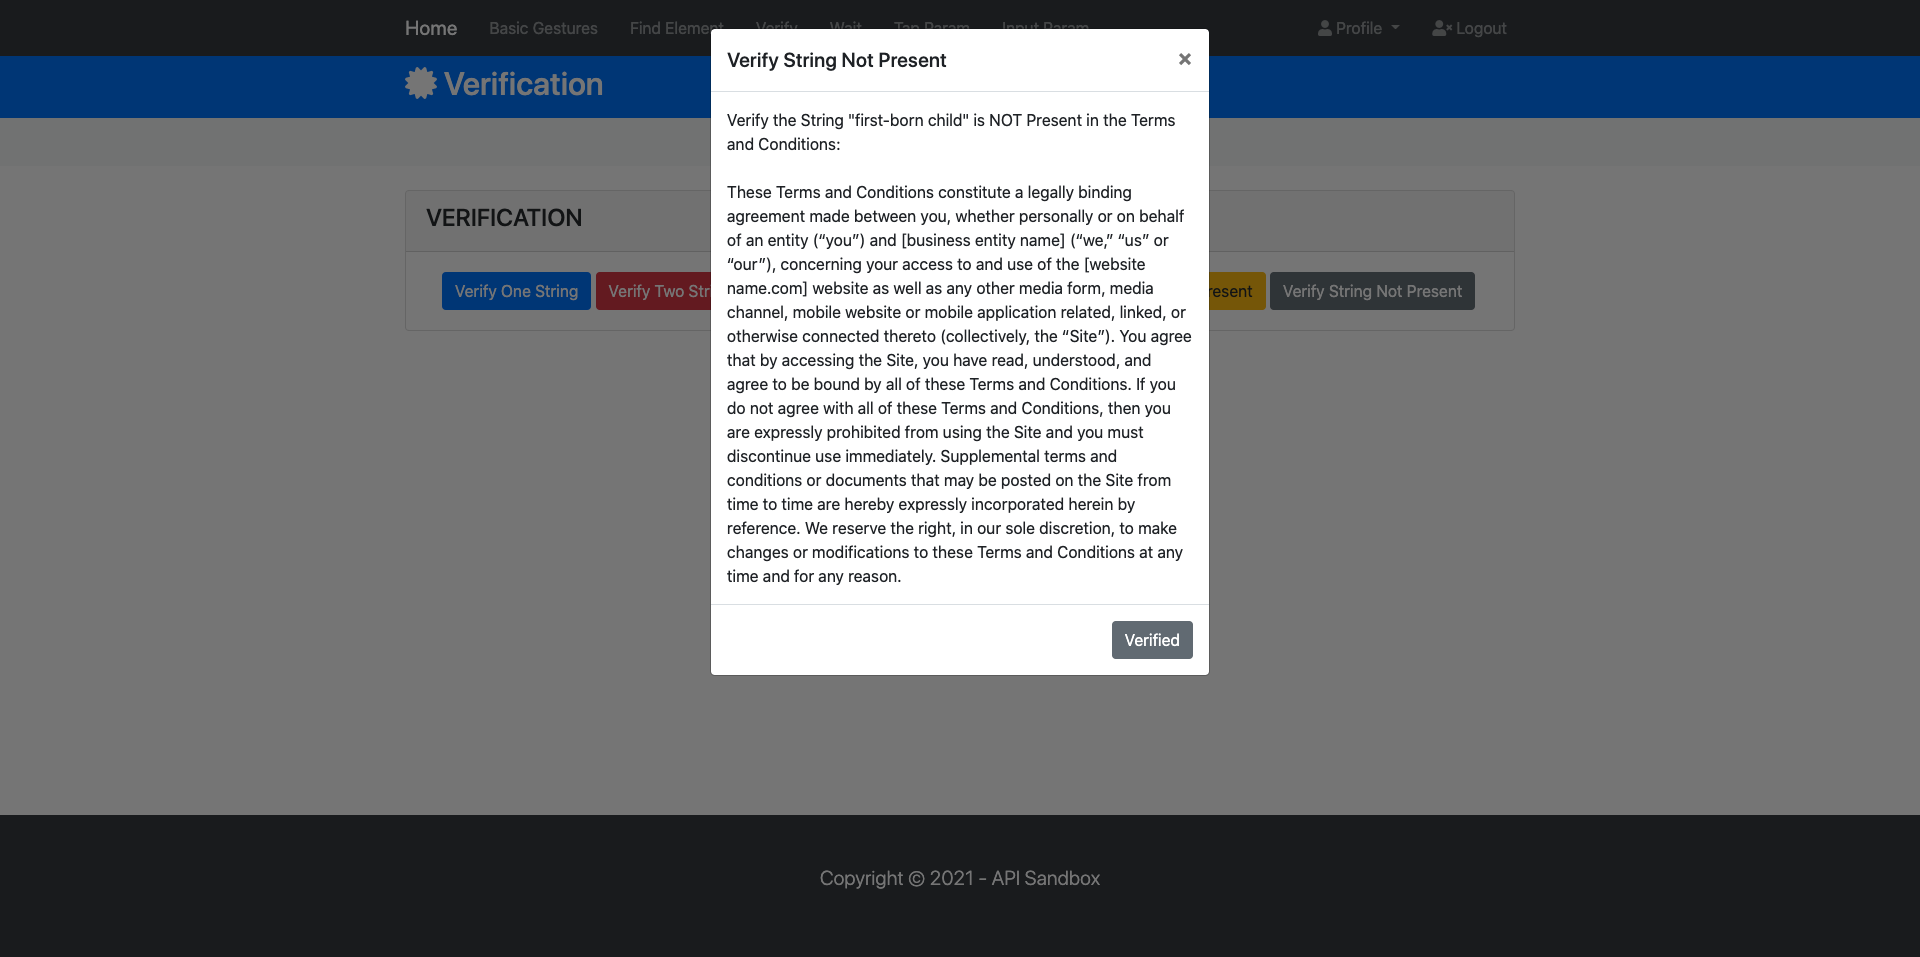 Home Basic Gestures Find Element Verify Wait Tap Param Input Param Profile Logout
Verification
VERIFICATION
Verify One String Verify Two Str resent Verify String Not Present
Verify String Not Present ×
Verify the String "first-born child" is NOT Present in the Terms
and Conditions:
These Terms and Conditions constitute a legally binding
agreement made between you, whether personally or on behalf
of an entity (“you”) and [business entity name] (“we,” “us” or
“our”), concerning your access to and use of the [website
name.com] website as well as any other media form, media
channel, mobile website or mobile application related, linked, or
otherwise connected thereto (collectively, the “Site”). You agree
that by accessing the Site, you have read, understood, and
agree to be bound by all of these Terms and Conditions. If you
do not agree with all of these Terms and Conditions, then you
are expressly prohibited from using the Site and you must
discontinue use immediately. Supplemental terms and
conditions or documents that may be posted on the Site from
time to time are hereby expressly incorporated herein by
reference. We reserve the right, in our sole discretion, to make
changes or modifications to these Terms and Conditions at any
time and for any reason.
Verified
Copyright © 2021 - API Sandbox